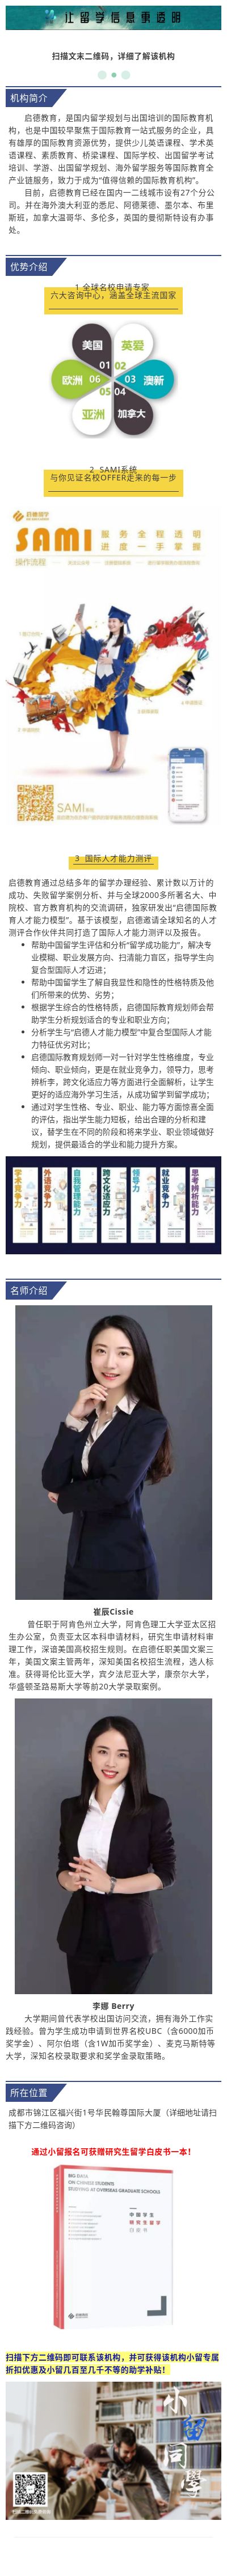 让留学信息更透明
扫描文末二维码，详细了解该机构
机构简介
启德教育，是国内留学规划与出国培训的国际教育机
构，也是中国较早聚焦于国际教育一站式服务的企业，具
有雄厚的国际教育资源优势，提供少儿英语课程、学术英
语课程、素质教育、桥梁课程、国际学校、出国留学考试
培训、学游、出国留学规划、海外留学服务等国际教育全
产业链服务，致力于成为“值得信赖的国际教育机构”。
目前，启德教育已经在国内一二线城市设有27个分公
司。并在海外澳大利亚的悉尼、阿德莱德、墨尔本、布里
斯班，加拿大温哥华、多伦多，英国的曼彻斯特设有办事
处。
优势介绍
1 全球名校申请专家
六大咨询中心，涵盖全球主流国家
美国
英爱
01 02
欧洲 06
03 澳新
05 04
亚洲
加拿大
2 SAMI系统
与你见证名校OFFER走来的每一步
启德留学
SAMI
服务全程透明
进度一手掌握
操作流程
SAMI
3 国际人才能力测评
启德教育通过总结多年的留学办理经验、累计数以万计的
成功、失败留学案例分析、并与全球2000多所著名大、中
院校、官方教育机构的交流调研，独家研发出“启德国际教
育人才能力模型”。基于该模型，启德邀请全球知名的人才
测评合作伙伴共同打造了国际人才能力测评以及报告。
帮助中国留学生评估和分析“留学成功能力”，解决专
业模糊、职业发展方向、扫清能力盲区，指导学生向
复合型国际人才迈进；
帮助中国留学生了解自我显性和隐性的性格特质及他
们所带来的优势、劣势；
根据学生综合的性格特质，启德国际教育规划师会帮
助学生分析规划适合的专业和职业方向；
分析学生与“启德人才能力模型”中复合型国际人才能
力特征优劣对比；
启德国际教育规划师一对一针对学生性格维度，专业
倾向、职业倾向，更是在就业竞争力，领导力，思考
辨析李，跨文化适应力等方面进行全面解析，让学生
更好的适应海外学习生活，从成功留学到留学成功；
通过对学生性格、专业、职业、能力等方面惊喜全面
的评估，指出学生能力短板，给出合理的分析和建
议，替学生在不同的阶段和将来学业、职业领域做好
规划，提供最适合的学业和能力提升方案。
学术竞争力
外语竞争力
自我管理能力
跨文化适应力
领导力
就业竞争力
思考辨析能力
名师介绍
崔辰Cissie
曾任职于阿肯色州立大学，阿肯色理工大学亚太区招
生办公室，负责亚太区本科申请材料，研究生申请材料审
理工作，深谙美国高校招生规则。在启德任职美国文案三
年，美国文案主管两年，深知美国名校招生流程，选人标
准。获得哥伦比亚大学，宾夕法尼亚大学，康奈尔大学，
华盛顿圣路易斯大学等前20大学录取案例。
李娜 Berry
大学期间曾代表学校出国访问交流，拥有海外工作实
践经验。曾为学生成功申请到世界名校UBC（含6000加币
奖学金）、阿尔伯塔（含1W加币奖学金）、麦克马斯特等
大学，深知名校录取要求和奖学金录取策略。
所在位置
成都市锦江区福兴街1号华民翰尊国际大厦（详细地址请扫
描下方二维码咨询）
通过小留报名可获赠研究生留学白皮书一本！
BIG DATA
ON CHINESE STUDENTS
STUDYING AT OVERSEAS GRADUATE SCHOOLS
中国学生
研究生留学
白皮书
扫描下方二维码即可联系该机构，并可获得该机构小留专属
折扣优惠及小留几百至几千不等的助学补贴！
小留同學